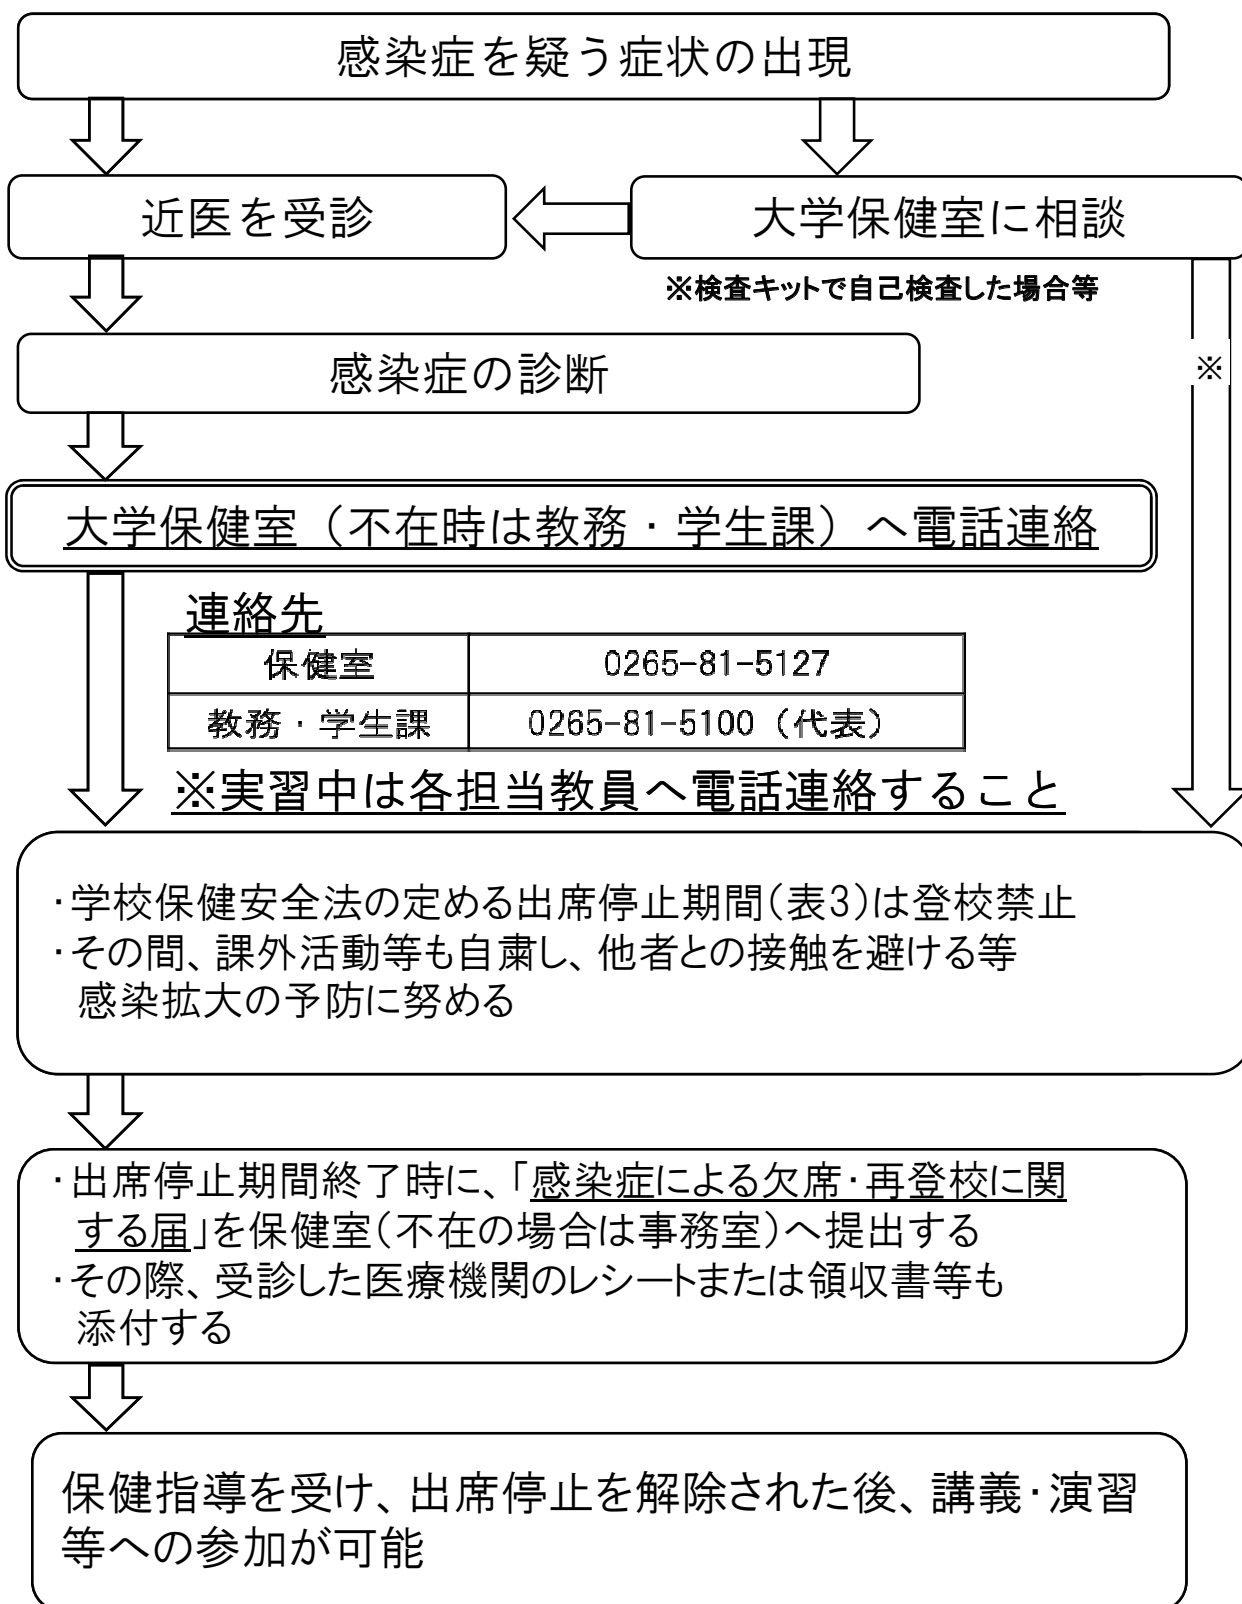 感染症を疑う症状の出現
近医を受診
大学保健室に相談
※検査キットで自己検査した場合等
感染症の診断
※
大学保健室（不在時は教務・学生課）へ電話連絡
連絡先
保健室 0265-81-5127
教務・学生課 0265-81-5100（代表）
※実習中は各担当教員へ電話連絡すること
・学校保健安全法の定める出席停止期間(表3)は登校禁止
・その間、課外活動等も自粛し、他者との接触を避ける等
感染拡大の予防に努める
・出席停止期間終了時に、「感染症による欠席・再登校に関
する届」を保健室(不在の場合は事務室)へ提出する
・その際、受診した医療機関のレシートまたは領収書等も
添付する
保健指導を受け、出席停止を解除された後、講義・演習
等への参加が可能